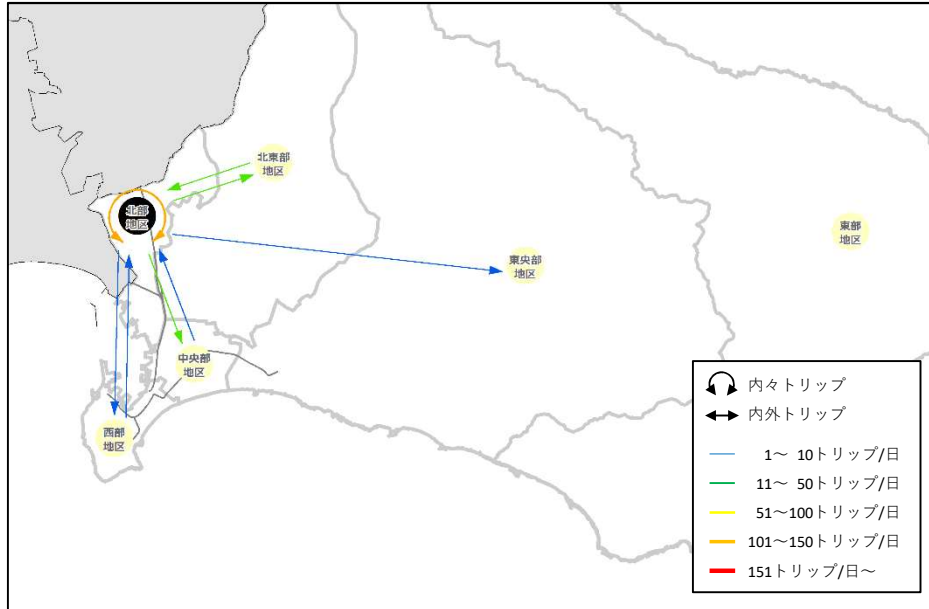 北東部
地区
北部
地区
東部
地区
東央部
地区
中央部
地区
西部
地区
内々トリップ
内外トリップ
1～ 10トリップ/日
11～ 50トリップ/日
51～100トリップ/日
101～150トリップ/日
151トリップ/日～